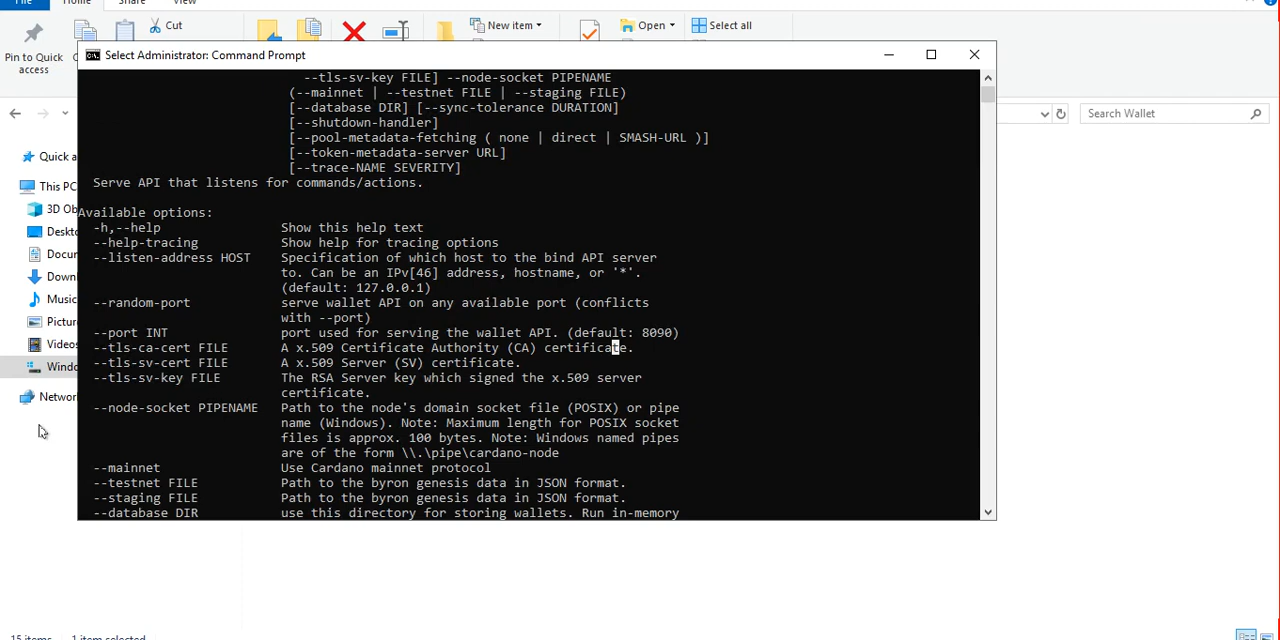 File
Home
Share
View
Cut
New item
Open
Select all
Pin to Quick
access
Select Administrator: Command Prompt
Search Wallet
--tls-sv-key FILE] --node-socket PIPENAME
(--mainnet | --testnet FILE | --staging FILE)
[--database DIR] [--sync-tolerance DURATION]
[--shutdown-handler]
[--pool-metadata-fetching ( none | direct | SMASH-URL )]
[--token-metadata-server URL]
[--trace-NAME SEVERITY]
Serve API that listens for commands/actions.
Available options:
-h,--help Show this help text
--help-tracing Show help for tracing options
--listen-address HOST Specification of which host to the bind API server
to. Can be an IPv[46] address, hostname, or '*'.
(default: 127.0.0.1)
--random-port serve wallet API on any available port (conflicts
with --port)
--port INT port used for serving the wallet API. (default: 8090)
--tls-ca-cert FILE A x.509 Certificate Authority (CA) certificate.
--tls-sv-cert FILE A x.509 Server (SV) certificate.
--tls-sv-key FILE The RSA Server key which signed the x.509 server
certificate.
--node-socket PIPENAME Path to the node's domain socket file (POSIX) or pipe
name (Windows). Note: Maximum length for POSIX socket
files is approx. 100 bytes. Note: Windows named pipes
are of the form \\.\pipe\cardano-node
--mainnet Use Cardano mainnet protocol
--testnet FILE Path to the byron genesis data in JSON format.
--staging FILE Path to the byron genesis data in JSON format.
--database DIR use this directory for storing wallets. Run in-memory
Quick a
This PC
3D Ob
Deskto
Docum
Downl
Music
Picture
Videos
Windo
Network
15 items 1 item selected